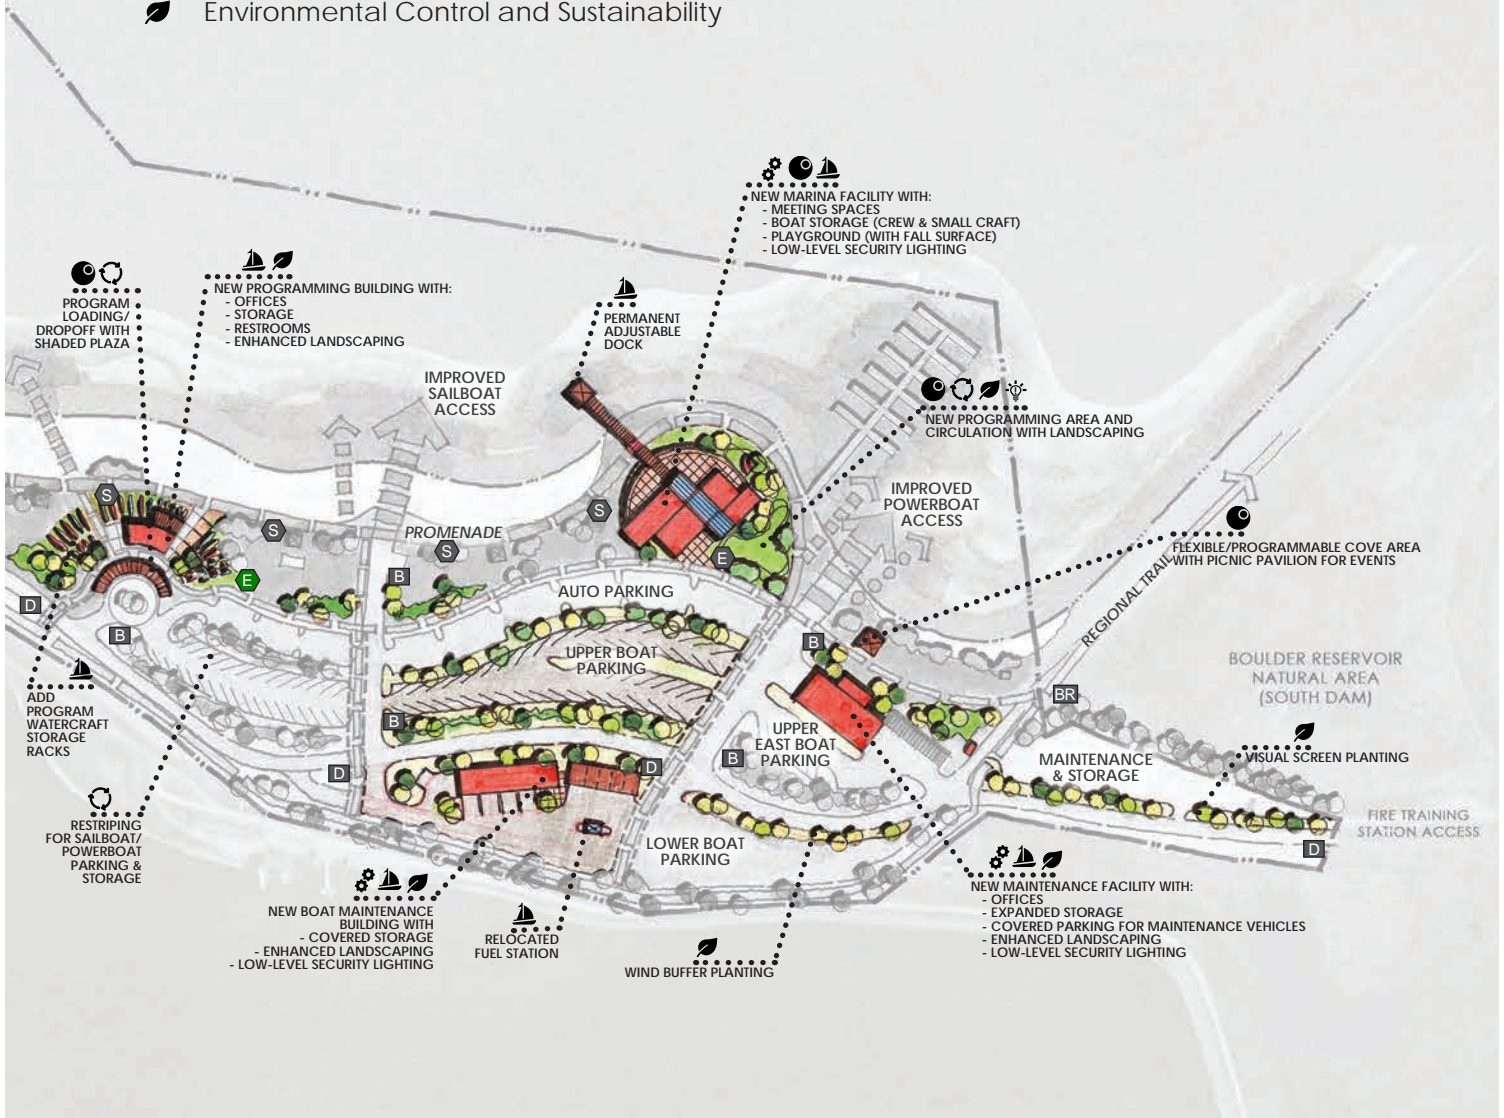 Environmental Control and Sustainability
NEW MARINA FACILITY WITH:
- MEETING SPACES
- BOAT STORAGE (CREW & SMALL CRAFT)
- PLAYGROUND (WITH FALL SURFACE)
- LOW-LEVEL SECURITY LIGHTING
PROGRAM
LOADING/
DROPOFF WITH
SHADED PLAZA
NEW PROGRAMMING BUILDING WITH:
- OFFICES
- STORAGE
- RESTROOMS
- ENHANCED LANDSCAPING
PERMANENT
ADJUSTABLE
DOCK
IMPROVED
SAILBOAT
ACCESS
NEW PROGRAMMING AREA AND
CIRCULATION WITH LANDSCAPING
IMPROVED
POWERBOAT
ACCESS
S
S
S
S
PROMENADE
E
E
FLEXIBLE/PROGRAMMABLE COVE AREA
WITH PICNIC PAVILION FOR EVENTS
REGIONAL TRAIL
B
D
B
AUTO PARKING
B
UPPER BOAT
PARKING
BOULDER RESERVOIR
NATURAL AREA
(SOUTH DAM)
BR
ADD
PROGRAM
WATERCRAFT
STORAGE
RACKS
B
UPPER
EAST BOAT
PARKING
B
D
D
MAINTENANCE
& STORAGE
VISUAL SCREEN PLANTING
RESTRIPING
FOR SAILBOAT/
POWERBOAT
PARKING &
STORAGE
LOWER BOAT
PARKING
FIRE TRAINING
STATION ACCESS
D
NEW BOAT MAINTENANCE
BUILDING WITH
- COVERED STORAGE
- ENHANCED LANDSCAPING
- LOW-LEVEL SECURITY LIGHTING
RELOCATED
FUEL STATION
WIND BUFFER PLANTING
NEW MAINTENANCE FACILITY WITH:
- OFFICES
- EXPANDED STORAGE
- COVERED PARKING FOR MAINTENANCE VEHICLES
- ENHANCED LANDSCAPING
- LOW-LEVEL SECURITY LIGHTING